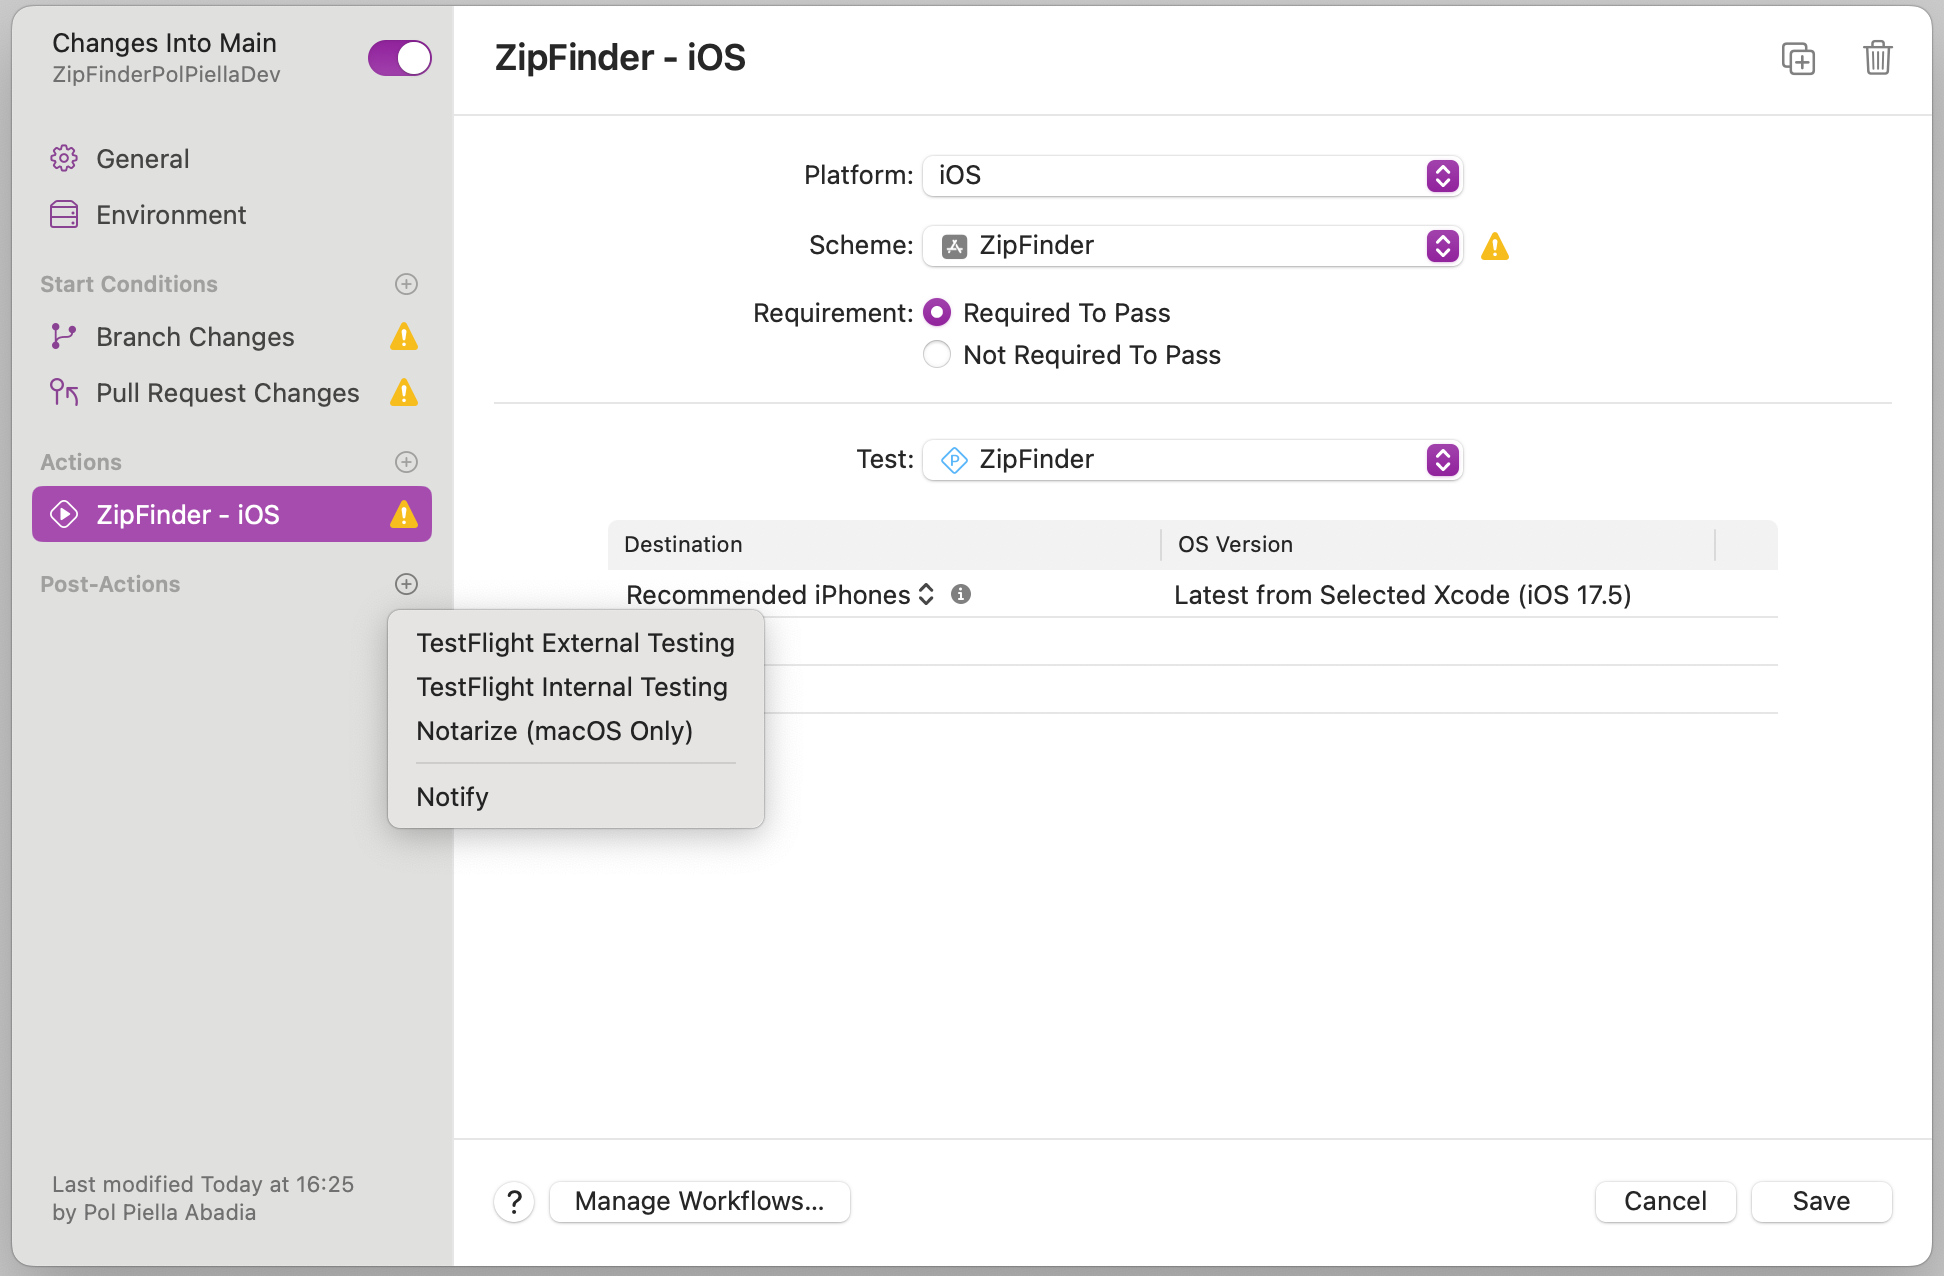 Changes Into Main
ZipFinderPolPiellaDev
General
Environment
Start Conditions
Branch Changes
Pull Request Changes
Actions
ZipFinder - iOS
Post-Actions
TestFlight External Testing
TestFlight Internal Testing
Notarize (macOS Only)
Notify
Last modified Today at 16:25
by Pol Piella Abadia
ZipFinder - iOS
Platform: iOS
Scheme: ZipFinder
Requirement: Required To Pass
Not Required To Pass
Test: P ZipFinder
Destination OS Version
Recommended iPhones Latest from Selected Xcode (iOS 17.5)
? Manage Workflows... Cancel Save